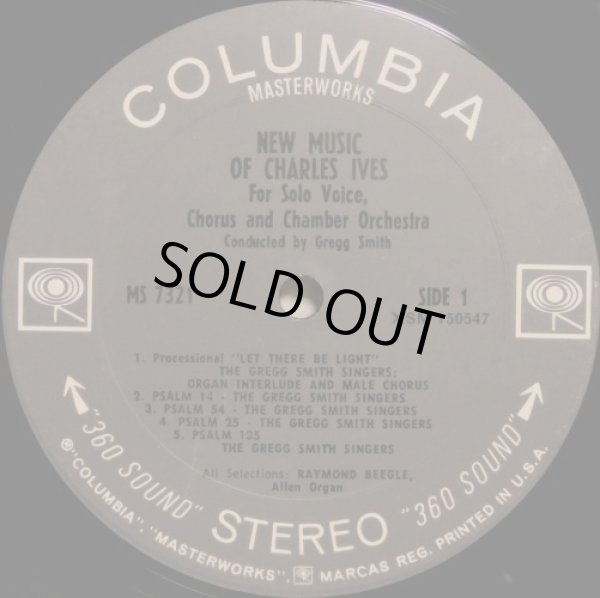 COLUMBIA
MASTERWORKS
NEW MUSIC
OF CHARLES IVES
For Solo Voice,
Chorus and Chamber Orchestra
Conducted by Gregg Smith
MS 7321
SIDE 1
150547
SOLD OUT
1. Processional "LET THERE BE LIGHT"
THE GREGG SMITH SINGERS;
ORGAN INTERLUDE AND MALE CHORUS
2. PSALM 14 - THE GREGG SMITH SINGERS
3. PSALM 54 - THE GREGG SMITH SINGERS
4. PSALM 25 - THE GREGG SMITH SINGERS
5. PSALM 135
THE GREGG SMITH SINGERS
All Selections: RAYMOND BEEGLE,
Allen Organ
"360 SOUND" STEREO "360 SOUND"
®"COLUMBIA", "MASTERWORKS", MARCAS REG. PRINTED IN U.S.A.